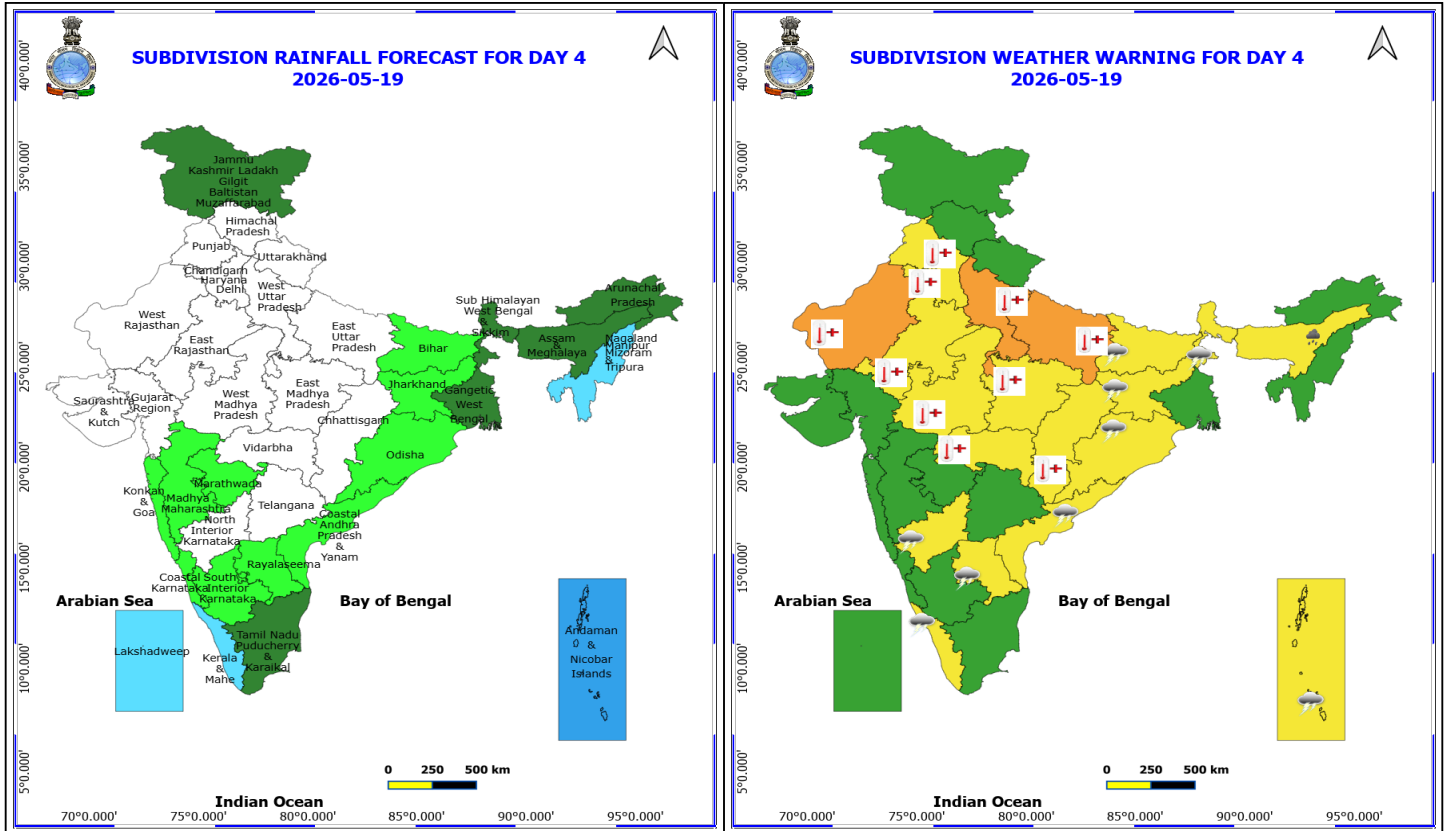 SUBDIVISION RAINFALL FORECAST FOR DAY 4
2026-05-19
40°0.000'
35°0.000'
30°0.000'
25°0.000'
20°0.000'
15°0.000'
10°0.000'
5°0.000'
Jammu
Kashmir Ladakh
Gilgit
Baltistan
Muzaffarabad
Himachal
Pradesh
Punjab
Uttarakhand
Chandigarh
Haryana
Delhi
West
Uttar
Pradesh
West
Rajasthan
East
Rajasthan
East
Uttar
Pradesh
Sub Himalayan
West Bengal
&
Sikkim
Arunachal
Pradesh
Assam
&
Meghalaya
Nagaland
Manipur
Mizoram
&
Tripura
Bihar
Jharkhand
Gangetic
West
Bengal
Saurashtra
&
Kutch
Gujarat
Region
West
Madhya
Pradesh
East
Madhya
Pradesh
Chhattisgarh
Vidarbha
Odisha
Konkan
&
Goa
Marathwada
Madhya
Maharashtra
North
Interior
Karnataka
Telangana
Coastal
Andhra
Pradesh
&
Yanam
Rayalaseema
Coastal
Karnataka
South
Interior
Karnataka
Arabian Sea
Bay of Bengal
Lakshadweep
Kerala
&
Mahe
Tamil Nadu
Puducherry
&
Karaikal
Andaman
&
Nicobar
Islands
0 250 500 km
Indian Ocean
70°0.000' 75°0.000' 80°0.000' 85°0.000' 90°0.000' 95°0.000'
SUBDIVISION WEATHER WARNING FOR DAY 4
2026-05-19
40°0.000'
35°0.000'
30°0.000'
25°0.000'
20°0.000'
15°0.000'
10°0.000'
5°0.000'
Arabian Sea
Bay of Bengal
0 250 500 km
Indian Ocean
70°0.000' 75°0.000' 80°0.000' 85°0.000' 90°0.000' 95°0.000'